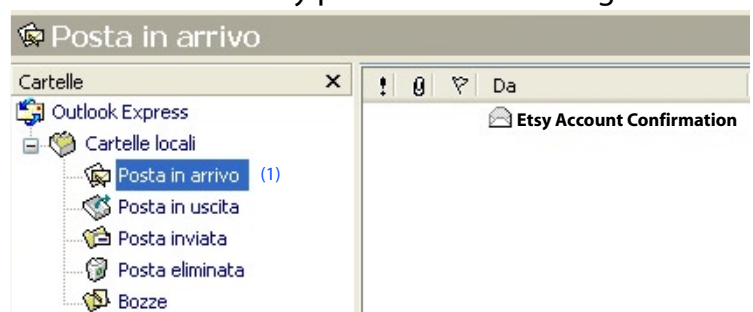 Posta in arrivo
Cartelle x ! Da
Outlook Express
Etsy Account Confirmation
Cartelle locali
Posta in arrivo (1)
Posta in uscita
Posta inviata
Posta eliminata
Bozze